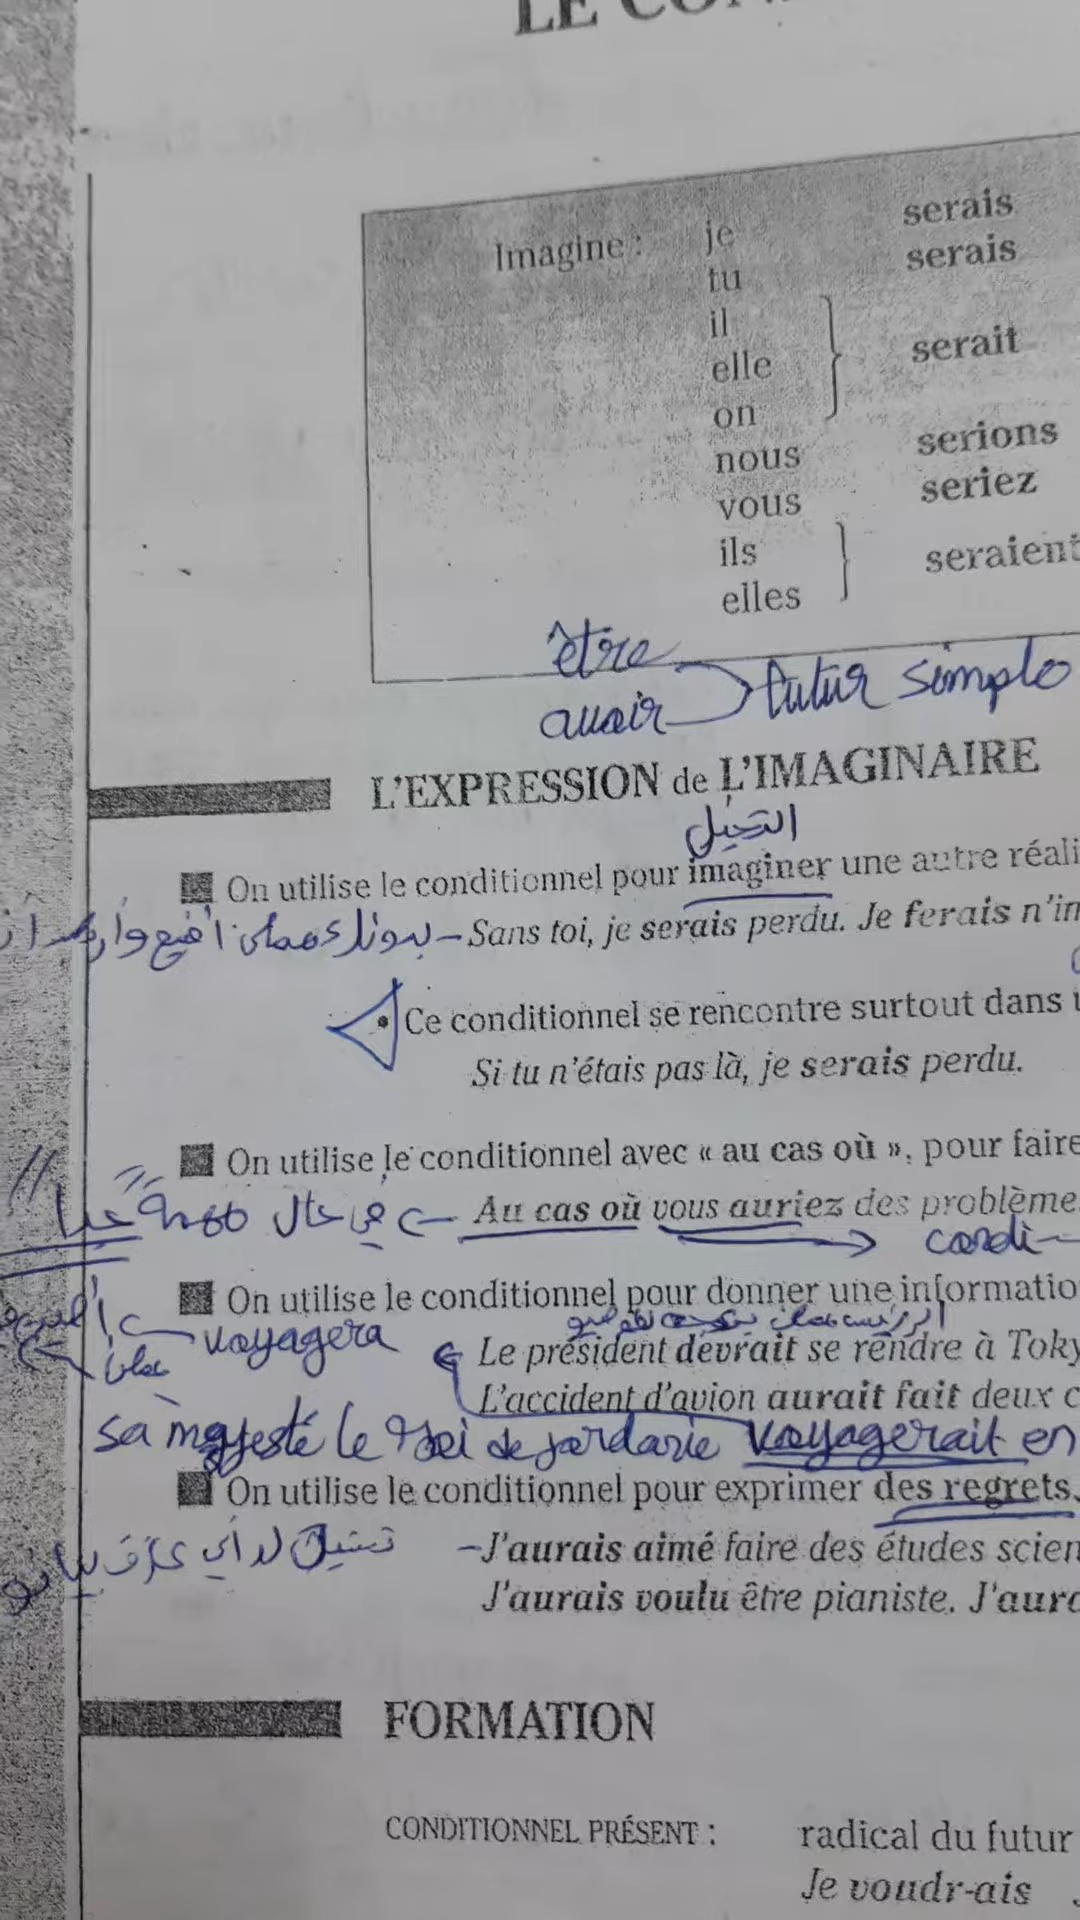 LE CON
Imagine : je serais
tu serais
il
elle serait
on
nous serions
vous seriez
ils
elles seraient
être
avoir futur simple
L'EXPRESSION de L'IMAGINAIRE
التخيل
On utilise le conditionnel pour imaginer une autre réali
– Sans toi, je serais perdu. Je ferais n'im
Ce conditionnel se rencontre surtout dans
Si tu n'étais pas là, je serais perdu.
On utilise le conditionnel avec « au cas où », pour faire
في حال Au cas où vous auriez des problème
condi
On utilise le conditionnel pour donner une informatio
voyagera
Le président devrait se rendre à Toky
L'accident d'avion aurait fait deux c
sa majesté le roi de jordanie voyagerait en
On utilise le conditionnel pour exprimer des regrets.
– J'aurais aimé faire des études scien
J'aurais voulu être pianiste. J'aura
FORMATION
CONDITIONNEL PRÉSENT : radical du futur
Je voudr-ais